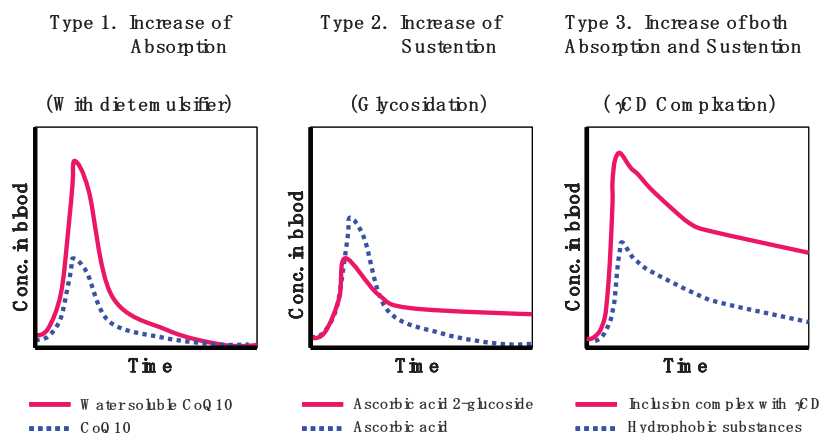 Type 1. Increase of
Absorption
(With diet emulsifier)
Conc. in blood
Time
Water soluble CoQ10
CoQ10
Type 2. Increase of
Sustention
(Glycosidation)
Conc. in blood
Time
Ascorbic acid 2-glucoside
Ascorbic acid
Type 3. Increase of both
Absorption and Sustention
(γCD Complxation)
Conc. in blood
Time
Inclusion complex with γCD
Hydrophobic substances